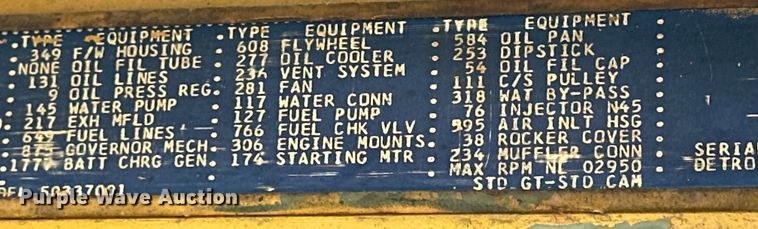 TYPE EQUIPMENT
349 F/W HOUSING
NONE OIL FIL TUBE
131 OIL LINES
9 OIL PRESS REG.
145 WATER PUMP
217 EXH MFLD
649 FUEL LINES
875 GOVERNOR MECH.
1777 BATT CHRG GEN.
TYPE EQUIPMENT
608 FLYWHEEL
277 OIL COOLER
236 VENT SYSTEM
281 FAN
117 WATER CONN
127 FUEL PUMP
766 FUEL CHK VLV
306 ENGINE MOUNTS.
174 STARTING MTR
TYPE EQUIPMENT
584 OIL PAN
253 DIPSTICK
54 OIL FIL CAP
111 C/S PULLEY
318 WAT BY-PASS
76 INJECTOR N45
995 AIR INLT HSG
38 ROCKER COVER
234 MUFFLER CONN
MAX RPM NL 02950
STD GT-STD CAM
SERIA
DETRO
50337001
Purple Wave Auction